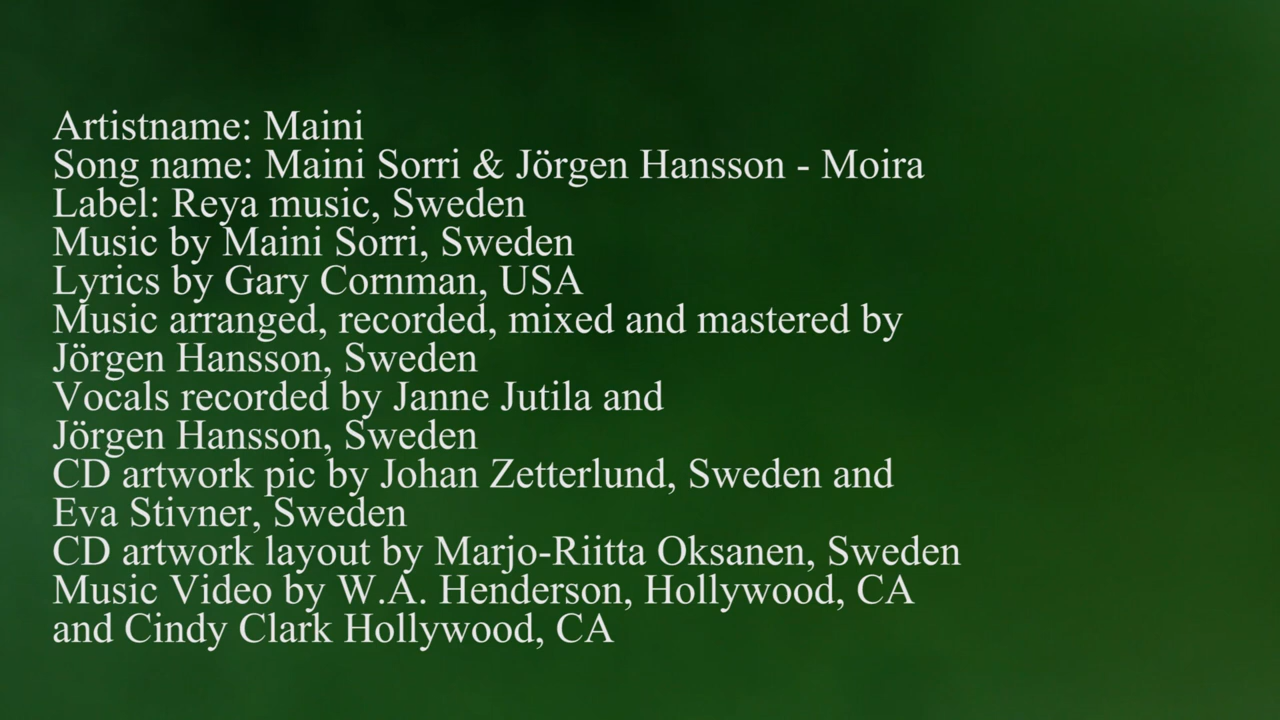 Artistname: Maini
Song name: Maini Sorri & Jörgen Hansson - Moira
Label: Reya music, Sweden
Music by Maini Sorri, Sweden
Lyrics by Gary Cornman, USA
Music arranged, recorded, mixed and mastered by
Jörgen Hansson, Sweden
Vocals recorded by Janne Jutila and
Jörgen Hansson, Sweden
CD artwork pic by Johan Zetterlund, Sweden and
Eva Stivner, Sweden
CD artwork layout by Marjo-Riitta Oksanen, Sweden
Music Video by W.A. Henderson, Hollywood, CA
and Cindy Clark Hollywood, CA